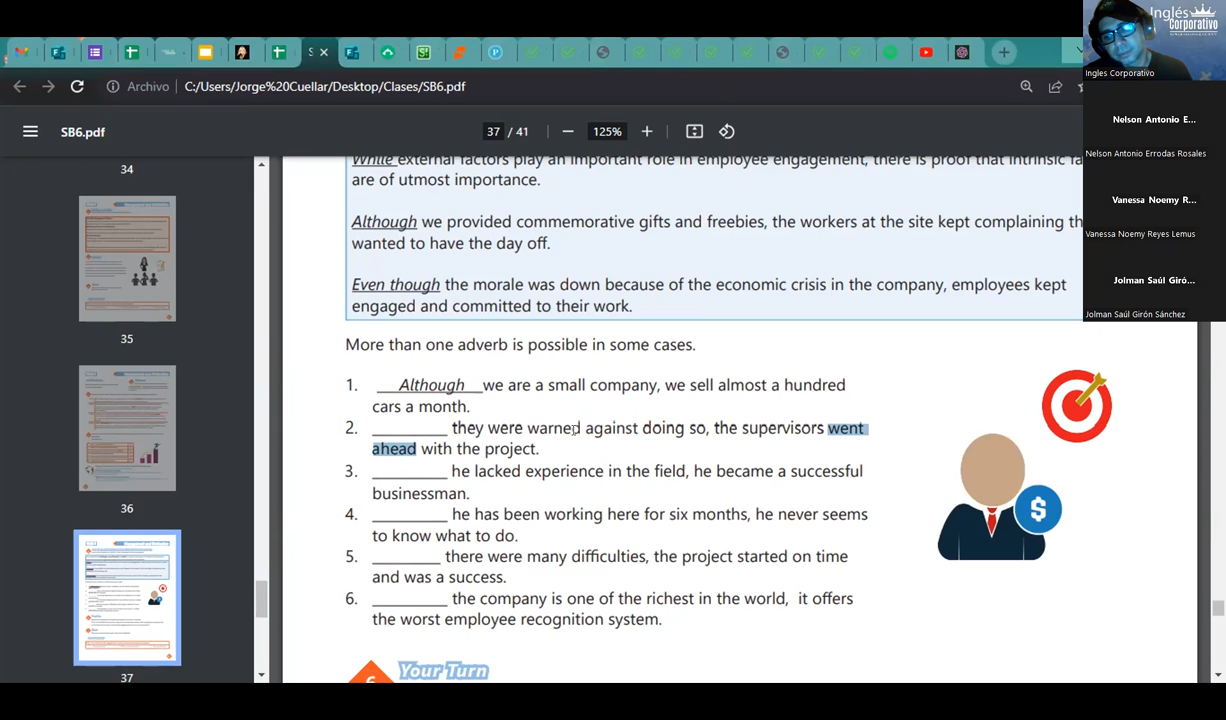 Inglés
Corporativo
Ingles Corporativo
Archivo
C:/Users/Jorge%20Cuellar/Desktop/Clases/SB6.pdf
SB6.pdf
37 / 41
125%
Nelson Antonio E...
Nelson Antonio Errodas Rosales
Vanessa Noemy R...
Vanessa Noemy Reyes Lemus
Jolman Saúl Giró...
Jolman Saúl Girón Sánchez
34
35
36
37
While external factors play an important role in employee engagement, there is proof that intrinsic fa
are of utmost importance.
Although we provided commemorative gifts and freebies, the workers at the site kept complaining th
wanted to have the day off.
Even though the morale was down because of the economic crisis in the company, employees kept
engaged and committed to their work.
More than one adverb is possible in some cases.
1. __Although__ we are a small company, we sell almost a hundred
cars a month.
2. ________ they were warned against doing so, the supervisors went
ahead with the project.
3. ________ he lacked experience in the field, he became a successful
businessman.
4. ________ he has been working here for six months, he never seems
to know what to do.
5. ________ there were many difficulties, the project started on time
and was a success.
6. ________ the company is one of the richest in the world, it offers
the worst employee recognition system.
$
6
Your Turn